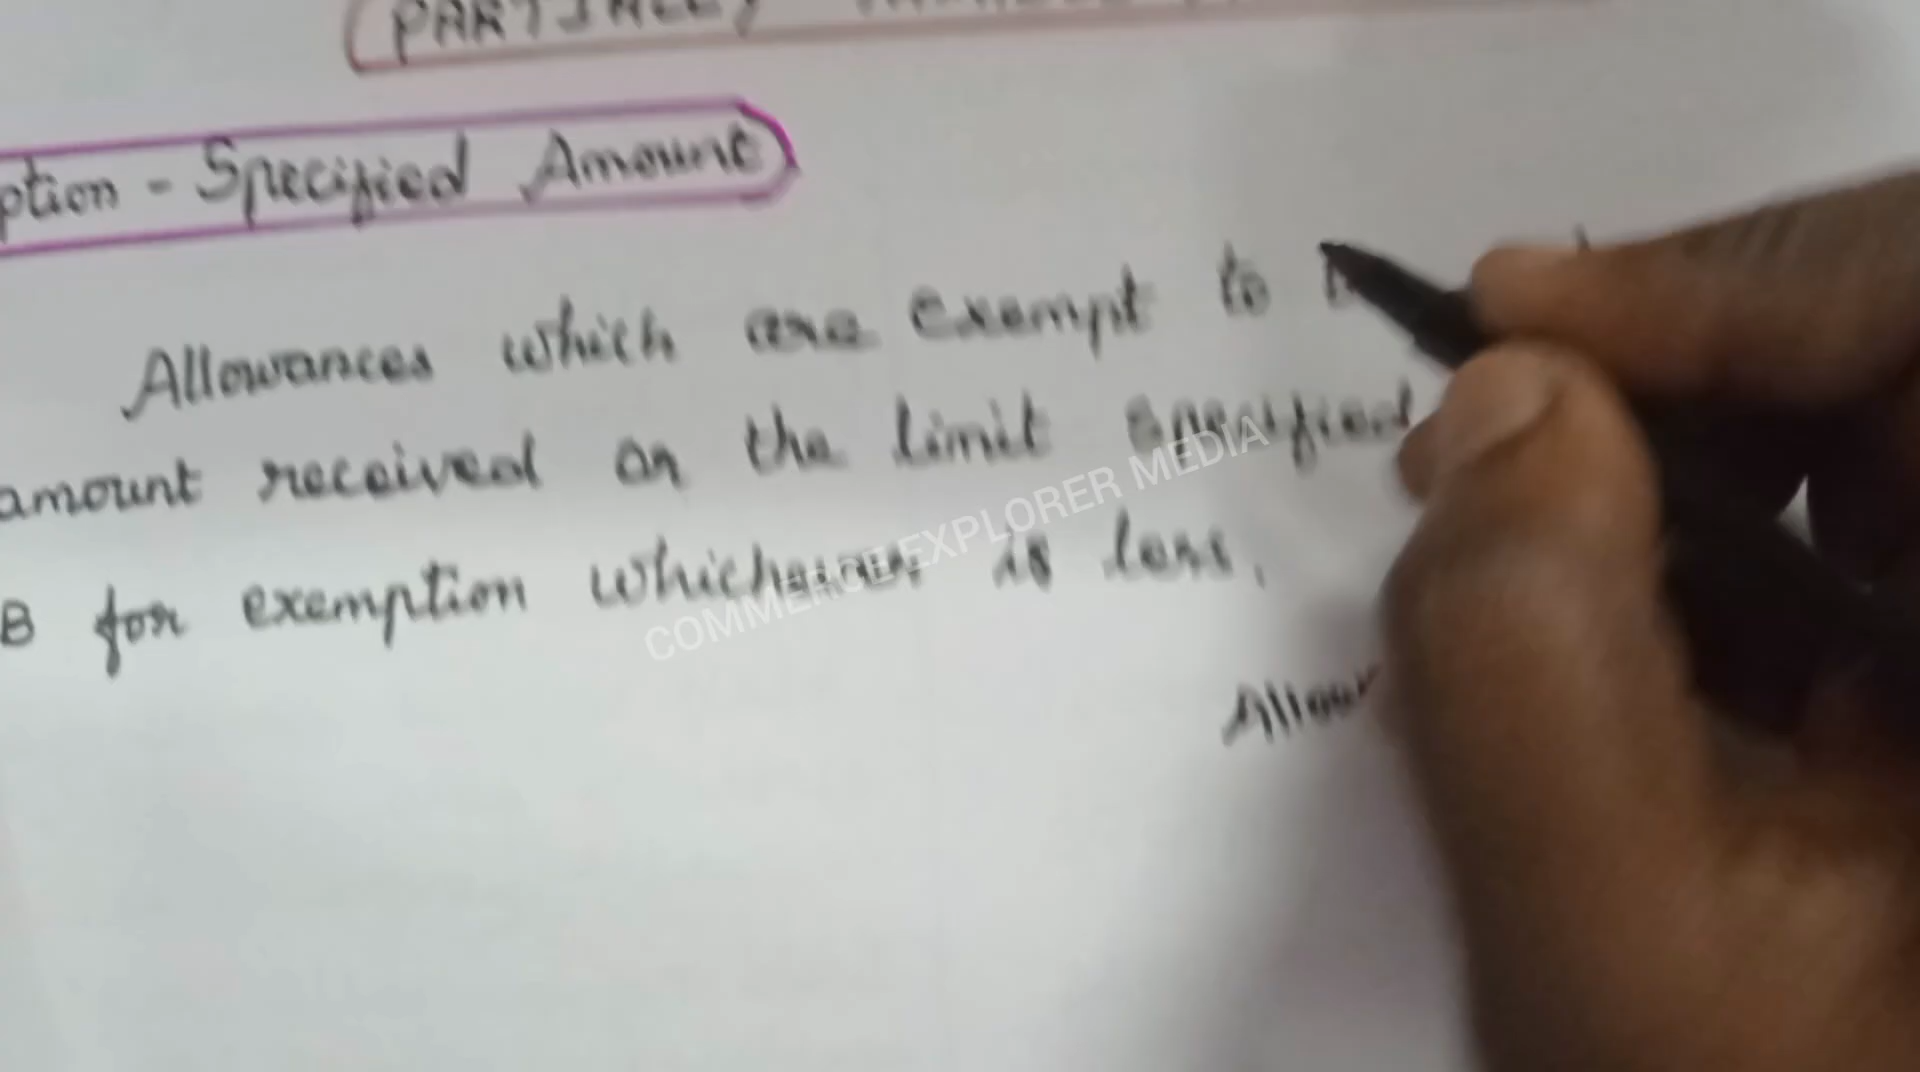 PARTIALLY
ption - Specified Amount
Allowances which are exempt to
amount received or the limit specified
B for exemption whichever is less.
COMMERCE EXPLORER MEDIA